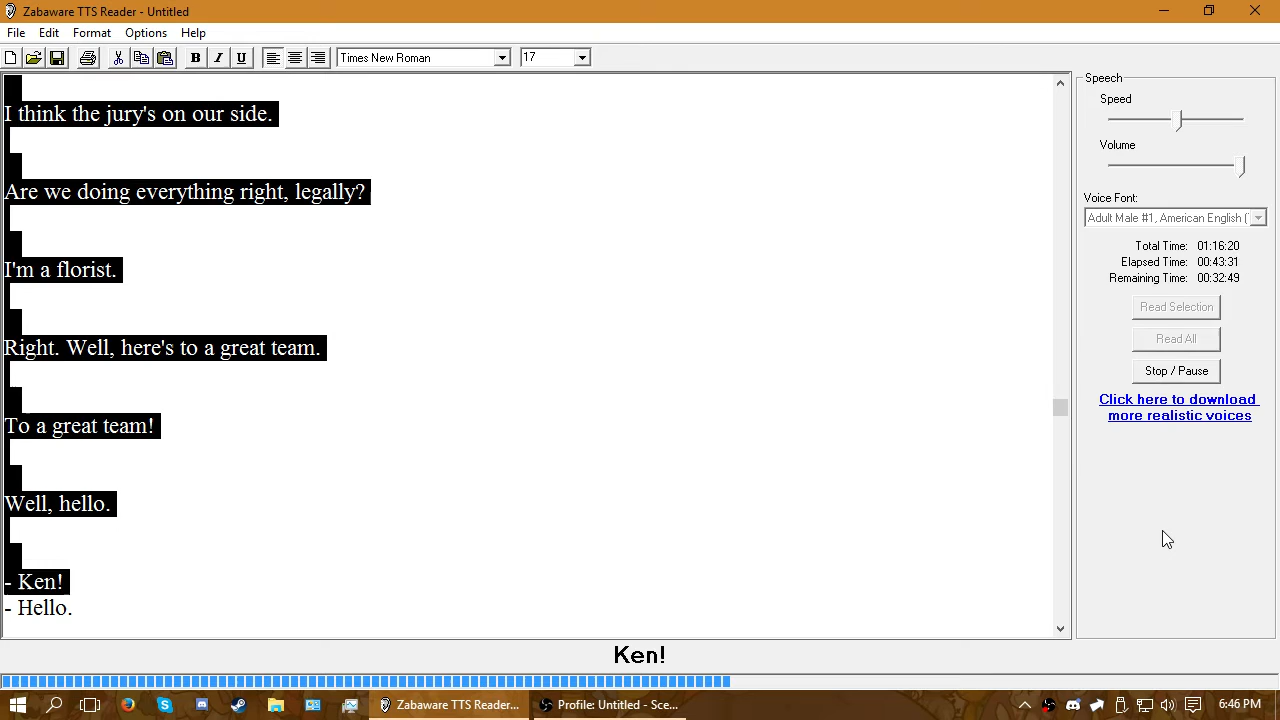 Zabaware TTS Reader - Untitled
File Edit Format Options Help
B I U Times New Roman 17
I think the jury's on our side.
Are we doing everything right, legally?
I'm a florist.
Right. Well, here's to a great team.
To a great team!
Well, hello.
- Ken!
- Hello.
Speech
Speed
Volume
Voice Font:
Adult Male #1, American English (
Total Time: 01:16:20
Elapsed Time: 00:43:31
Remaining Time: 00:32:49
Read Selection
Read All
Stop / Pause
Click here to download
more realistic voices
Ken!
Zabaware TTS Reader... Profile: Untitled - Sce... 6:46 PM